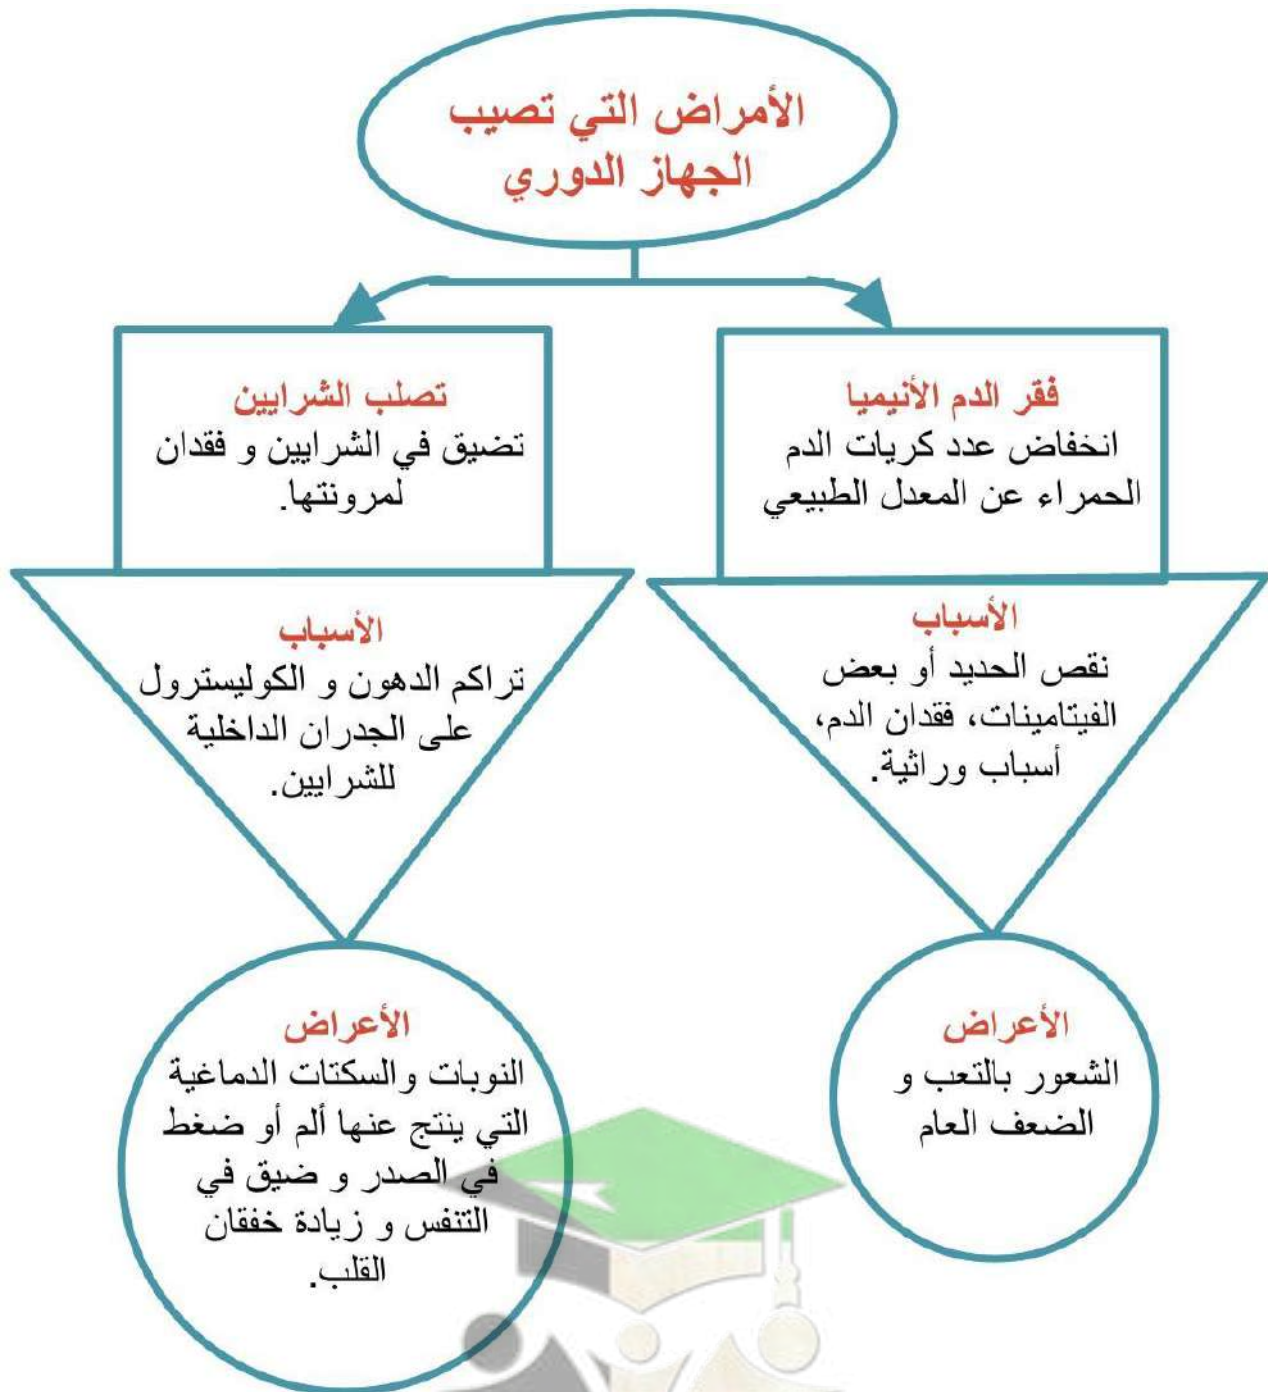 الأمراض التي تصيب
الجهاز الدوري
فقر الدم الأنيميا
انخفاض عدد كريات الدم
الحمراء عن المعدل الطبيعي
الأسباب
نقص الحديد أو بعض
الفيتامينات، فقدان الدم،
أسباب وراثية.
الأعراض
الشعور بالتعب و
الضعف العام
تصلب الشرايين
تضيق في الشرايين و فقدان
لمرونتها.
الأسباب
تراكم الدهون و الكوليسترول
على الجدران الداخلية
للشرايين.
الأعراض
النوبات والسكتات الدماغية
التي ينتج عنها ألم أو ضغط
في الصدر و ضيق في
التنفس و زيادة خفقان
القلب.